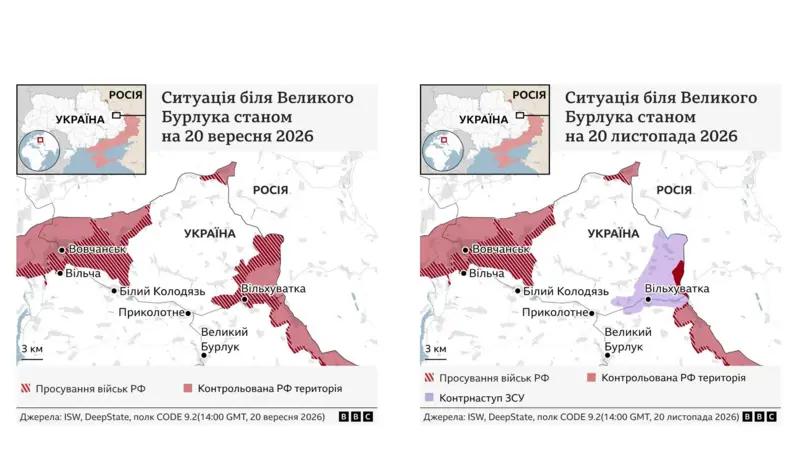 РОСІЯ
УКРАЇНА
Ситуація біля Великого
Бурлука станом
на 20 вересня 2026
РОСІЯ
УКРАЇНА
Вовчанськ
Вільча
Білий Колодязь
Вільхуватка
Приколотне
Великий
Бурлук
3 км
Просування військ РФ
Контрольована РФ територія
Джерела: ISW, DeepState, полк CODE 9.2(14:00 GMT, 20 вересня 2026)
BBC
РОСІЯ
УКРАЇНА
Ситуація біля Великого
Бурлука станом
на 20 листопада 2026
РОСІЯ
УКРАЇНА
Вовчанськ
Вільча
Білий Колодязь
Вільхуватка
Приколотне
Великий
Бурлук
3 км
Просування військ РФ
Контрольована РФ територія
Контрнаступ ЗСУ
Джерела: ISW, DeepState, полк CODE 9.2(14:00 GMT, 20 листопада 2026)
BBC